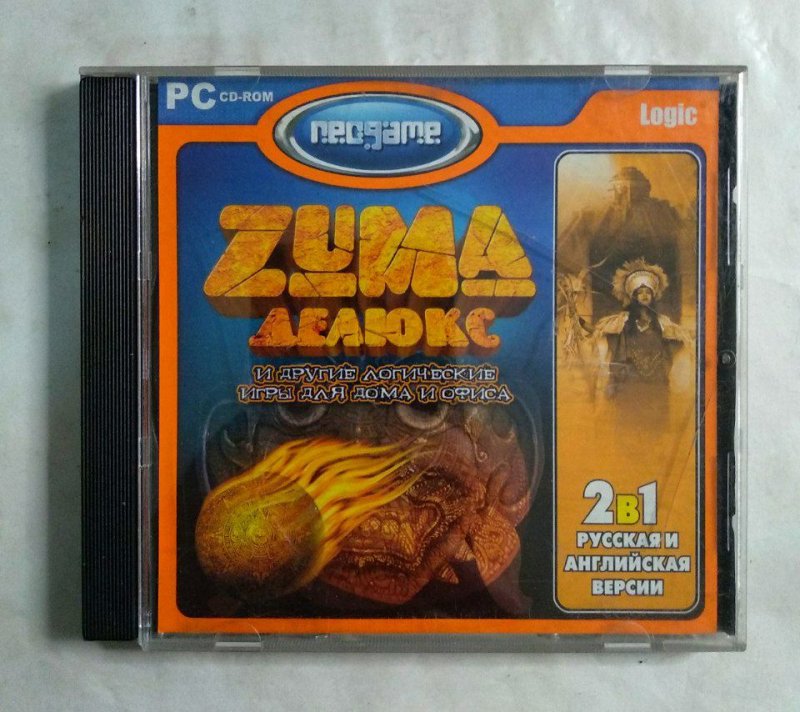 PC CD-ROM
neogame
Logic
ZUMA
ДЕЛЮКС
И ДРУГИЕ ЛОГИЧЕСКИЕ
ИГРЫ ДЛЯ ДОМА И ОФИСА
2в1
РУССКАЯ И
АНГЛИЙСКАЯ
ВЕРСИИ